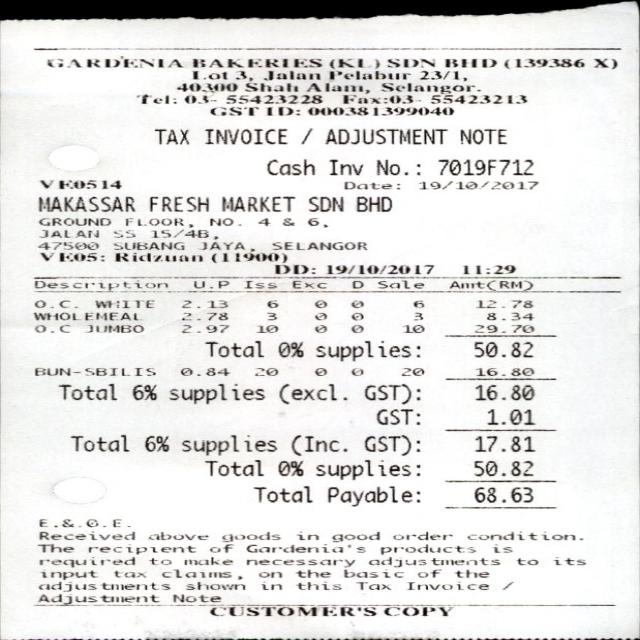 GARDENIA BAKERIES (KL) SDN BHD (139386 X)
Lot 3, Jalan Pelabur 23/1,
40300 Shah Alam, Selangor.
Tel: 03- 55423228 Fax:03- 55423213
GST ID: 000381399040
TAX INVOICE / ADJUSTMENT NOTE
Cash Inv No.: 7019F712
VE0514 Date: 19/10/2017
MAKASSAR FRESH MARKET SDN BHD
GROUND FLOOR, NO. 4 & 6,
JALAN SS 15/4B,
47500 SUBANG JAYA, SELANGOR
VE05: Ridzuan (11900)
DD: 19/10/2017 11:29
Description U.P Iss Exc D Sale Amt(RM)
O.C. WHITE 2.13 6 0 0 6 12.78
WHOLEMEAL 2.78 3 0 0 3 8.34
O.C JUMBO 2.97 10 0 0 10 29.70
Total 0% supplies: 50.82
BUN-SBILIS 0.84 20 0 0 20 16.80
Total 6% supplies (excl. GST): 16.80
GST: 1.01
Total 6% supplies (Inc. GST): 17.81
Total 0% supplies: 50.82
Total Payable: 68.63
E.&.O.E.
Received above goods in good order condition.
The recipient of Gardenia's products is
required to make necessary adjustments to its
input tax claims, on the basic of the
adjustments shown in this Tax Invoice /
Adjustment Note
CUSTOMER'S COPY